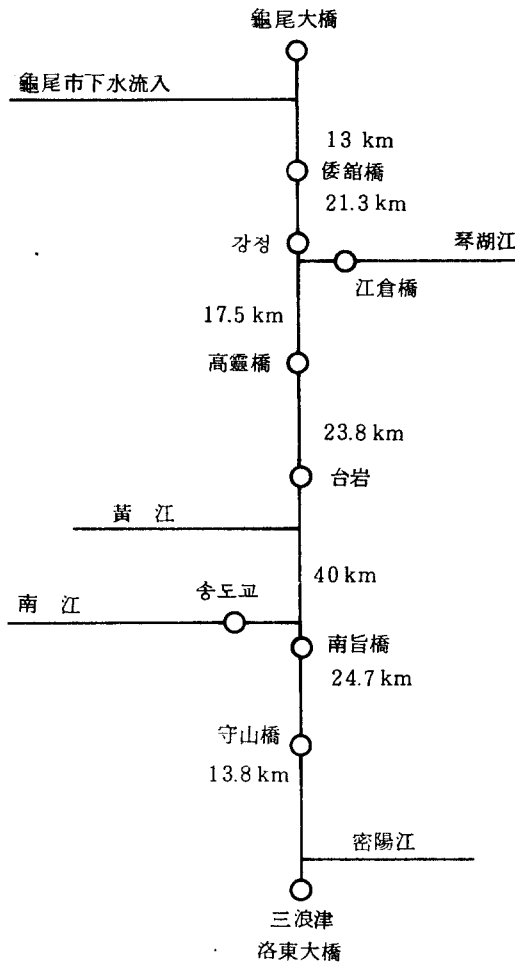 龜尾大橋
龜尾市下水流入
13 km
倭舘橋
21.3 km
강정
琴湖江
江倉橋
17.5 km
高靈橋
23.8 km
台岩
黃 江
40 km
송도교
南 江
南旨橋
24.7 km
守山橋
13.8 km
密陽江
三浪津
洛東大橋